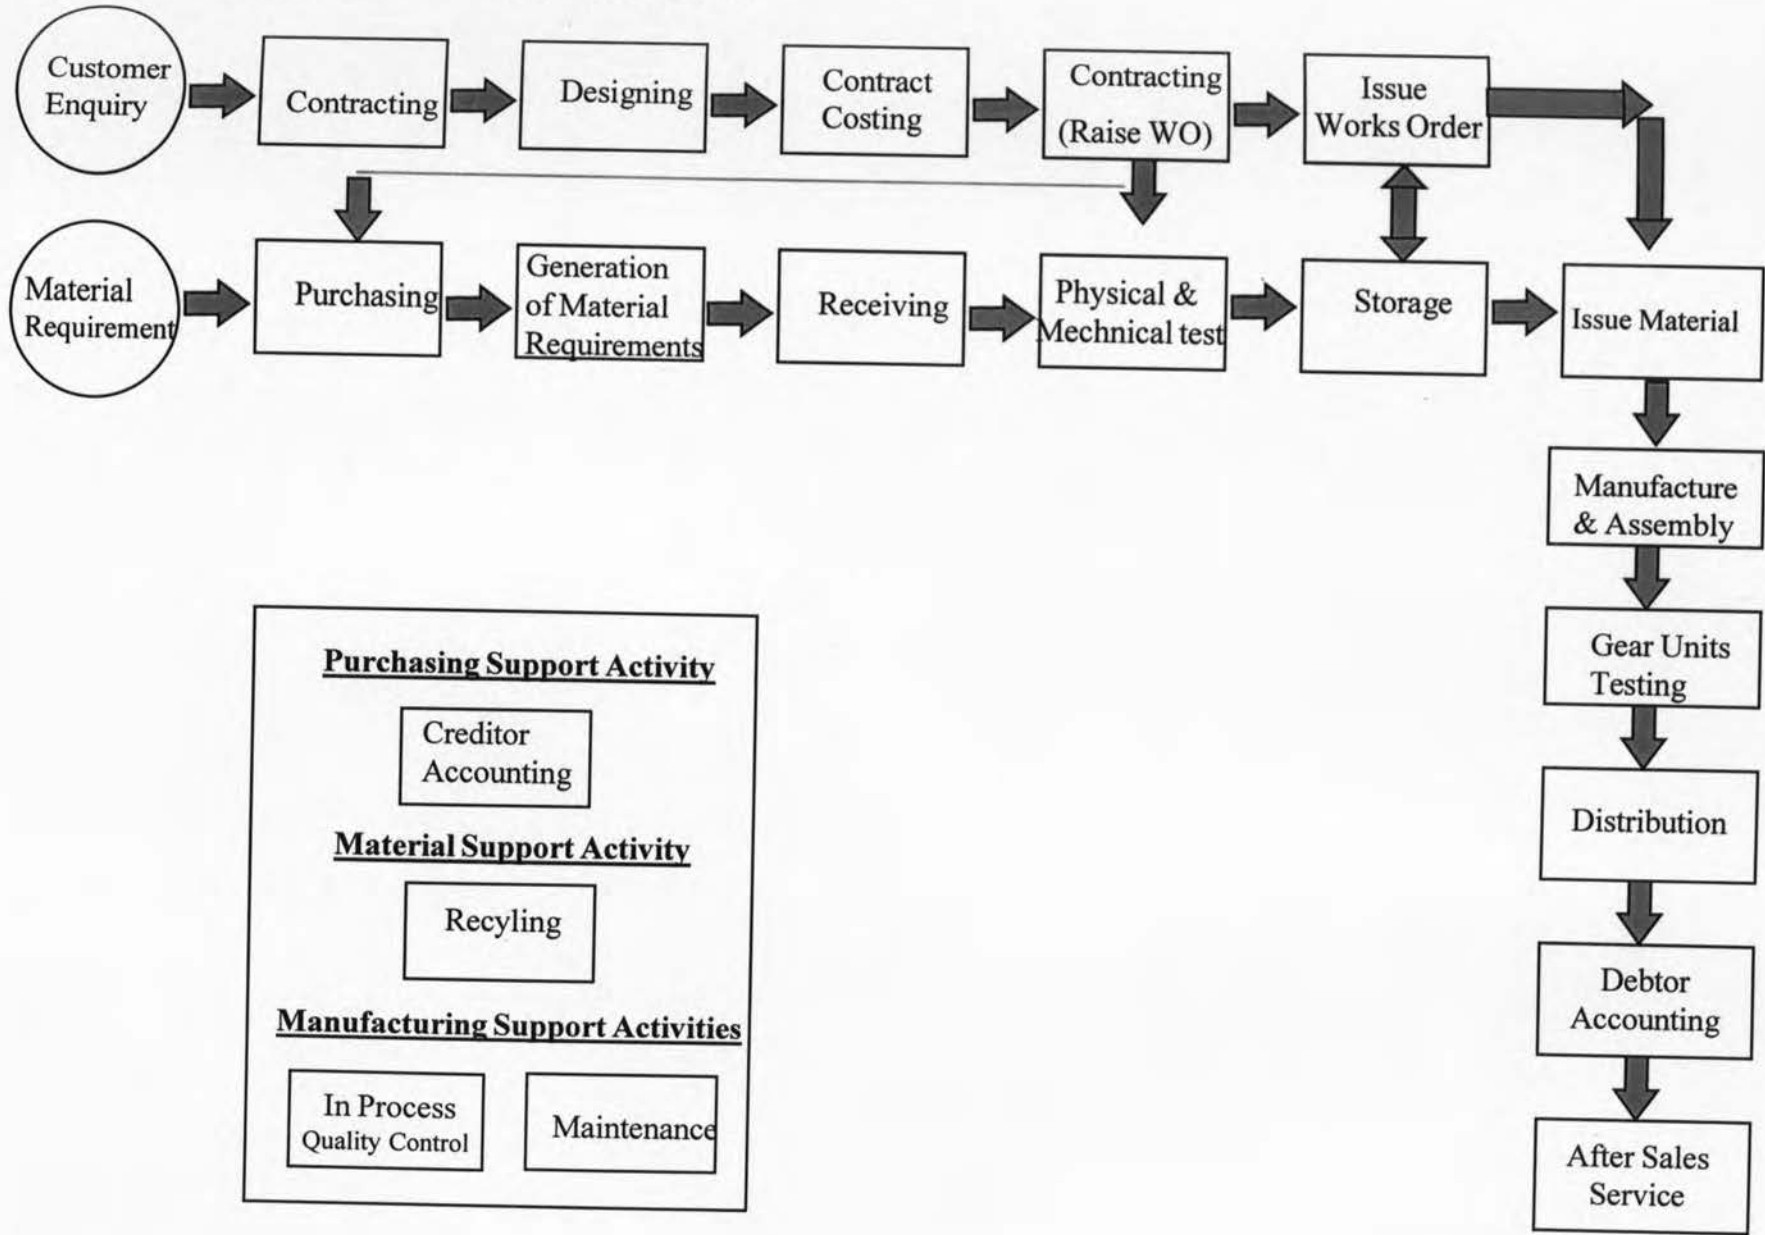 Customer
Enquiry
Contracting
Designing
Contract
Costing
Contracting
(Raise WO)
Issue
Works Order
Material
Requirement
Purchasing
Generation
of Material
Requirements
Receiving
Physical &
Mechnical test
Storage
Issue Material
Manufacture
& Assembly
Gear Units
Testing
Distribution
Debtor
Accounting
After Sales
Service
Purchasing Support Activity
Creditor
Accounting
Material Support Activity
Recyling
Manufacturing Support Activities
In Process
Quality Control
Maintenance